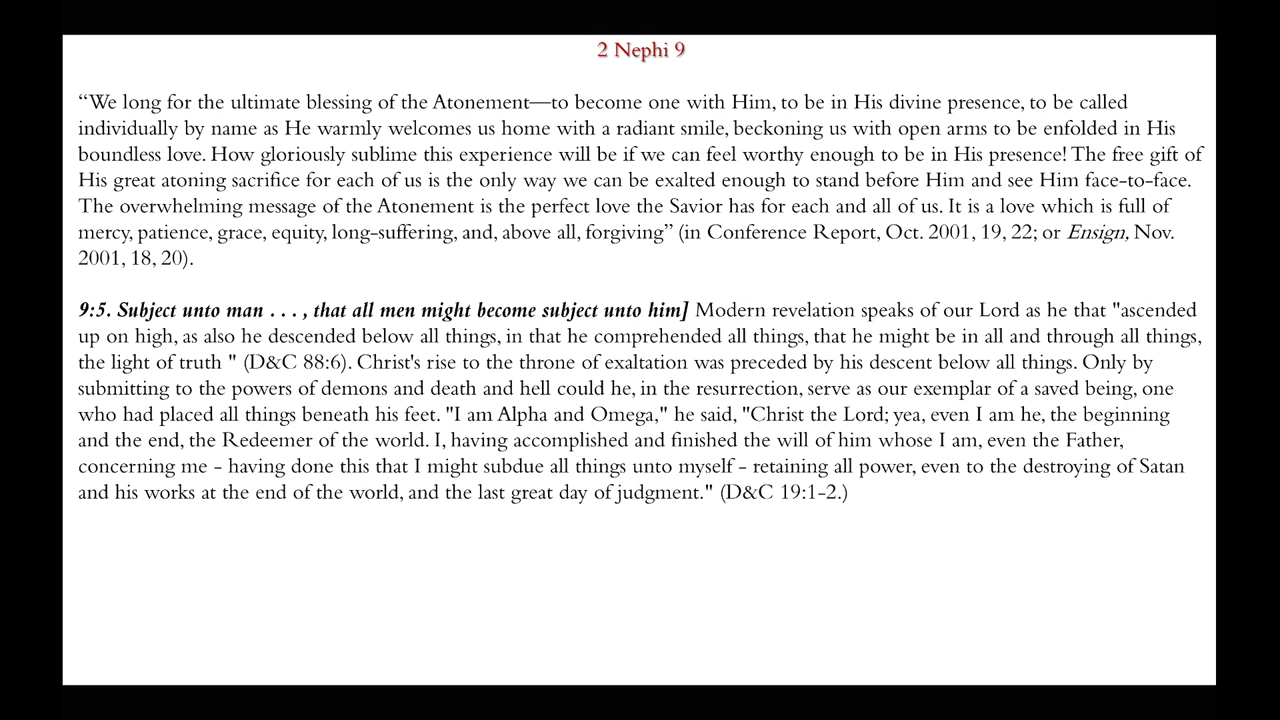 2 Nephi 9
“We long for the ultimate blessing of the Atonement—to become one with Him, to be in His divine presence, to be called
individually by name as He warmly welcomes us home with a radiant smile, beckoning us with open arms to be enfolded in His
boundless love. How gloriously sublime this experience will be if we can feel worthy enough to be in His presence! The free gift of
His great atoning sacrifice for each of us is the only way we can be exalted enough to stand before Him and see Him face-to-face.
The overwhelming message of the Atonement is the perfect love the Savior has for each and all of us. It is a love which is full of
mercy, patience, grace, equity, long-suffering, and, above all, forgiving” (in Conference Report, Oct. 2001, 19, 22; or Ensign, Nov.
2001, 18, 20).
9:5. Subject unto man . . . , that all men might become subject unto him] Modern revelation speaks of our Lord as he that "ascended
up on high, as also he descended below all things, in that he comprehended all things, that he might be in all and through all things,
the light of truth " (D&C 88:6). Christ's rise to the throne of exaltation was preceded by his descent below all things. Only by
submitting to the powers of demons and death and hell could he, in the resurrection, serve as our exemplar of a saved being, one
who had placed all things beneath his feet. "I am Alpha and Omega," he said, "Christ the Lord; yea, even I am he, the beginning
and the end, the Redeemer of the world. I, having accomplished and finished the will of him whose I am, even the Father,
concerning me - having done this that I might subdue all things unto myself - retaining all power, even to the destroying of Satan
and his works at the end of the world, and the last great day of judgment." (D&C 19:1-2.)